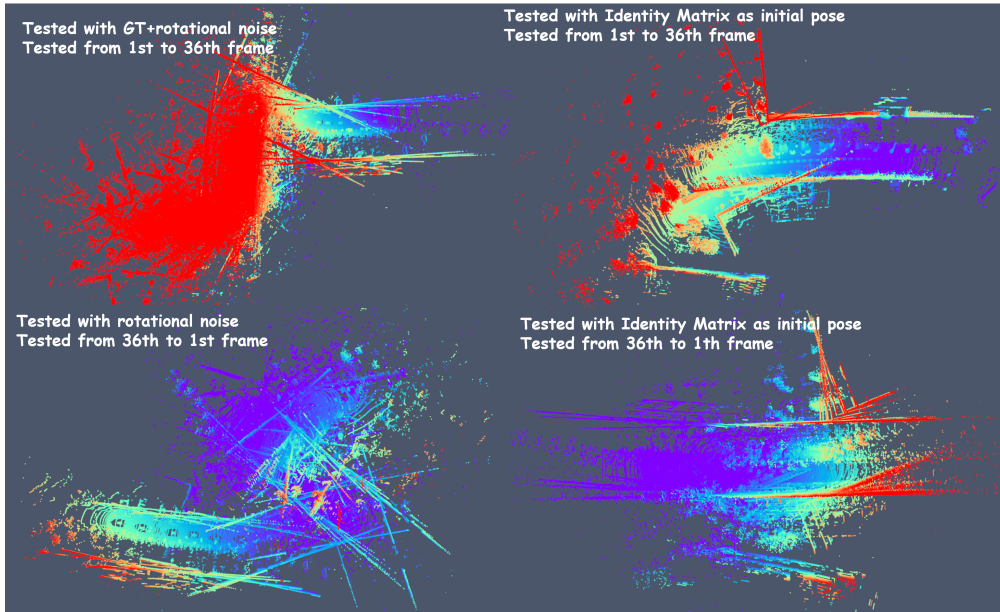 Tested with GT+rotational noise
Tested from 1st to 36th frame
Tested with Identity Matrix as initial pose
Tested from 1st to 36th frame
Tested with rotational noise
Tested from 36th to 1st frame
Tested with Identity Matrix as initial pose
Tested from 36th to 1th frame